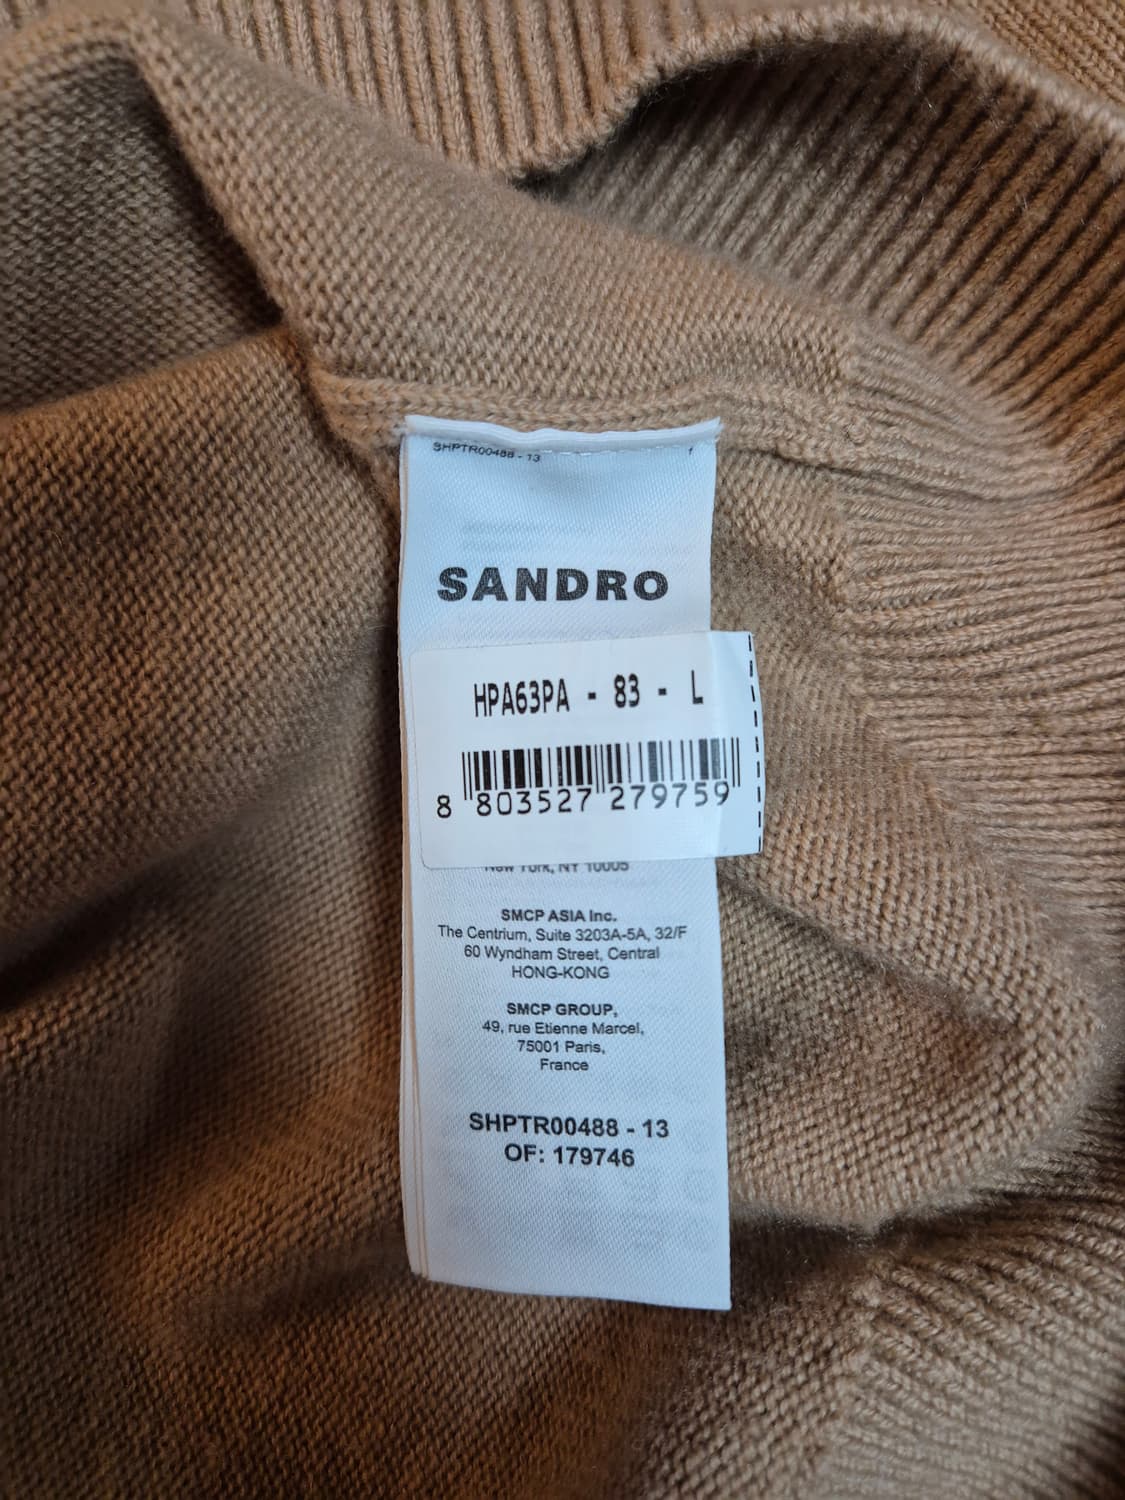 SHPTR00488 - 13
SANDRO
HPA63PA - 83 - L
8 803527 279759
New York, NY 10005
SMCP ASIA Inc.
The Centrium, Suite 3203A-5A, 32/F
60 Wyndham Street, Central
HONG-KONG
SMCP GROUP,
49, rue Etienne Marcel,
75001 Paris,
France
SHPTR00488 - 13
OF: 179746